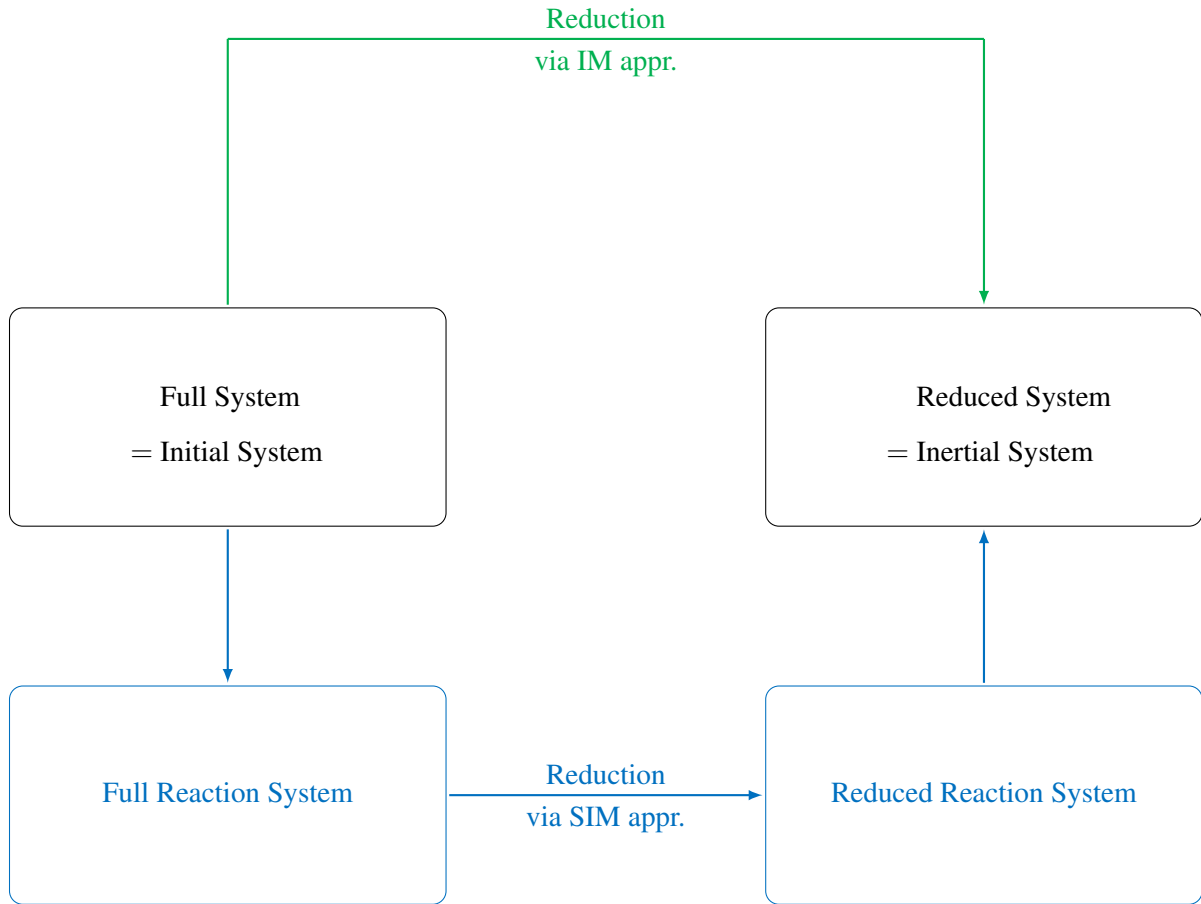 Reduction
via IM appr.
Full System
= Initial System
Reduced System
= Inertial System
Full Reaction System
Reduction
via SIM appr.
Reduced Reaction System